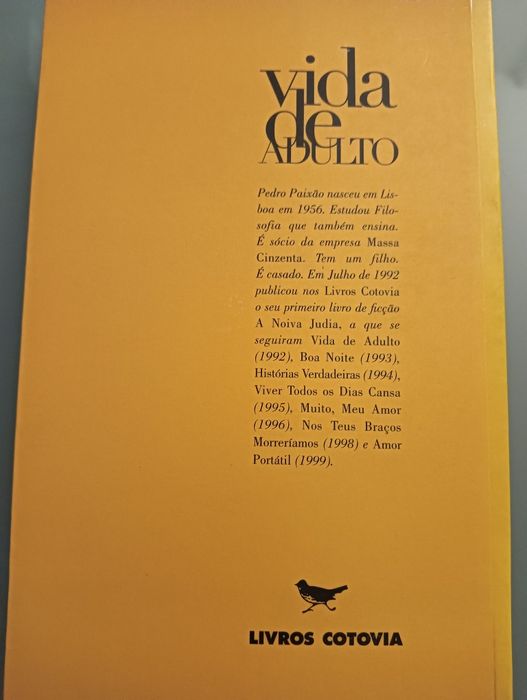 vida
de
ADULTO
Pedro Paixão nasceu em Lis-
boa em 1956. Estudou Filo-
sofia que também ensina.
É sócio da empresa Massa
Cinzenta. Tem um filho.
É casado. Em Julho de 1992
publicou nos Livros Cotovia
o seu primeiro livro de ficção
A Noiva Judia, a que se
seguiram Vida de Adulto
(1992), Boa Noite (1993),
Histórias Verdadeiras (1994),
Viver Todos os Dias Cansa
(1995), Muito, Meu Amor
(1996), Nos Teus Braços
Morreríamos (1998) e Amor
Portátil (1999).
LIVROS COTOVIA